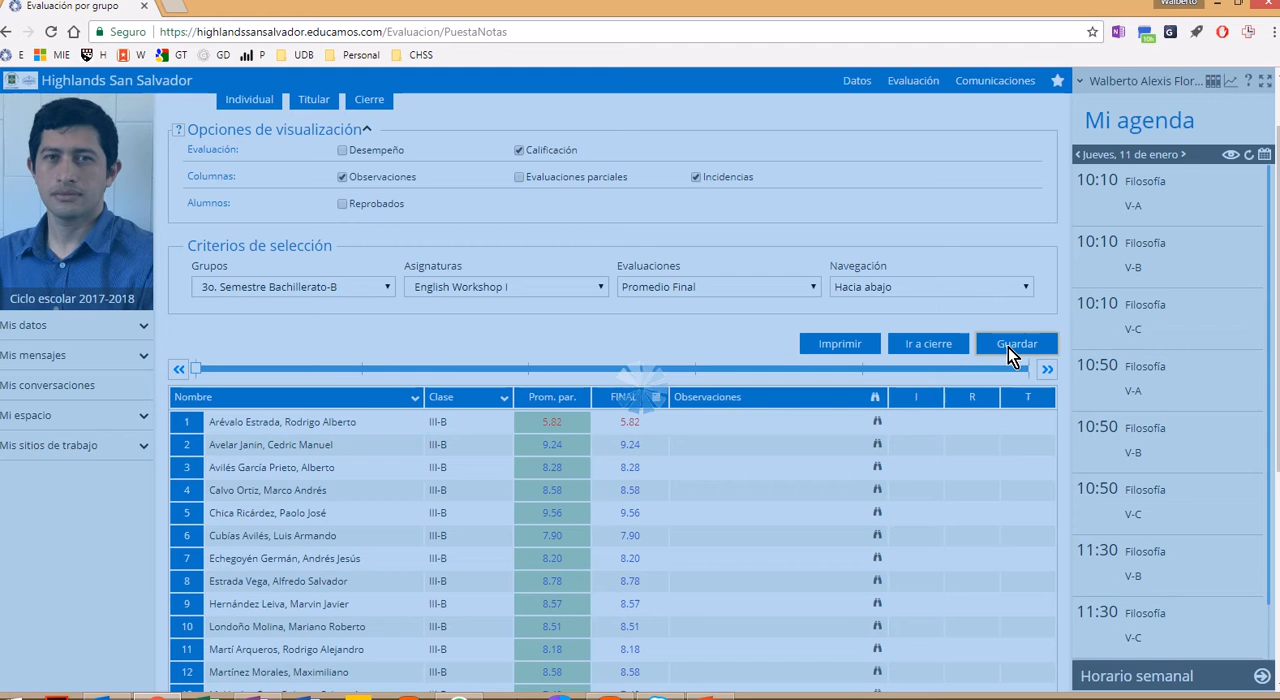 Evaluación por grupo
Walberto
Seguro https://highlandssansalvador.educamos.com/Evaluacion/PuestaNotas
E MIE H W GT GD P UDB Personal CHSS
Highlands San Salvador Datos Evaluación Comunicaciones Walberto Alexis Flor...
Individual Titular Cierre
Mi agenda
? Opciones de visualización
Evaluación: Desempeño Calificación
Jueves, 11 de enero
Columnas: Observaciones Evaluaciones parciales Incidencias
Alumnos: Reprobados
10:10 Filosofía
V-A
10:10 Filosofía
V-B
10:10 Filosofía
V-C
10:50 Filosofía
V-A
10:50 Filosofía
V-B
10:50 Filosofía
V-C
11:30 Filosofía
V-B
11:30 Filosofía
V-C
Horario semanal
Criterios de selección
Grupos Asignaturas Evaluaciones Navegación
3o. Semestre Bachillerato-B English Workshop I Promedio Final Hacia abajo
Ciclo escolar 2017-2018
Mis datos
Mis mensajes
Mis conversaciones
Mi espacio
Mis sitios de trabajo
Imprimir Ir a cierre Guardar
Nombre Clase Prom. par. FINAL Observaciones I R T
1 Arévalo Estrada, Rodrigo Alberto III-B 5.82 5.82
2 Avelar Janin, Cedric Manuel III-B 9.24 9.24
3 Avilés García Prieto, Alberto III-B 8.28 8.28
4 Calvo Ortiz, Marco Andrés III-B 8.58 8.58
5 Chica Ricárdez, Paolo José III-B 9.56 9.56
6 Cubías Avilés, Luis Armando III-B 7.90 7.90
7 Echegoyén Germán, Andrés Jesús III-B 8.20 8.20
8 Estrada Vega, Alfredo Salvador III-B 8.78 8.78
9 Hernández Leiva, Marvin Javier III-B 8.57 8.57
10 Londoño Molina, Mariano Roberto III-B 8.51 8.51
11 Martí Arqueros, Rodrigo Alejandro III-B 8.18 8.18
12 Martínez Morales, Maximiliano III-B 8.58 8.58